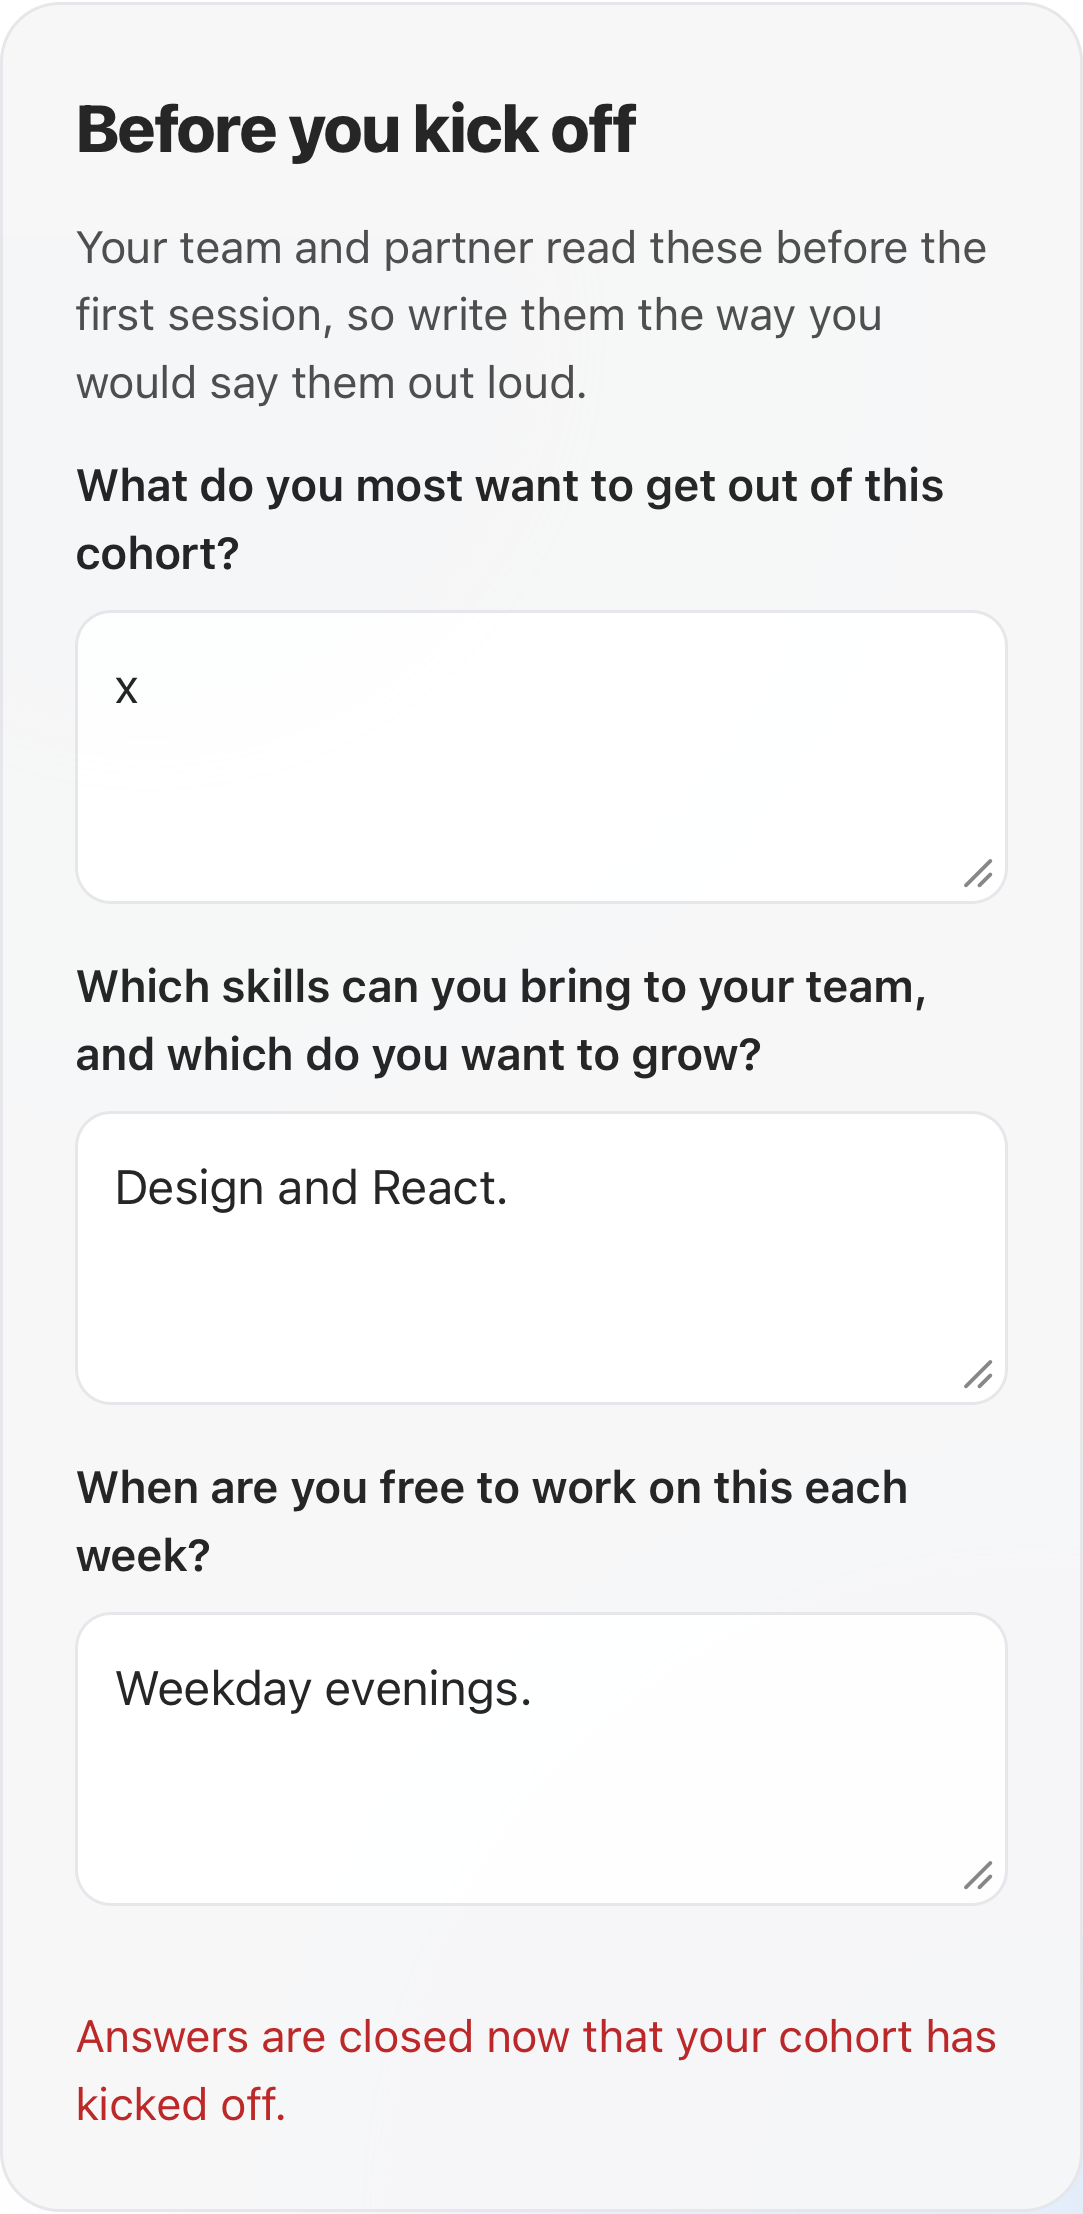 Before you kick off
Your team and partner read these before the
first session, so write them the way you
would say them out loud.
What do you most want to get out of this
cohort?
x
Which skills can you bring to your team,
and which do you want to grow?
Design and React.
When are you free to work on this each
week?
Weekday evenings.
Answers are closed now that your cohort has
kicked off.